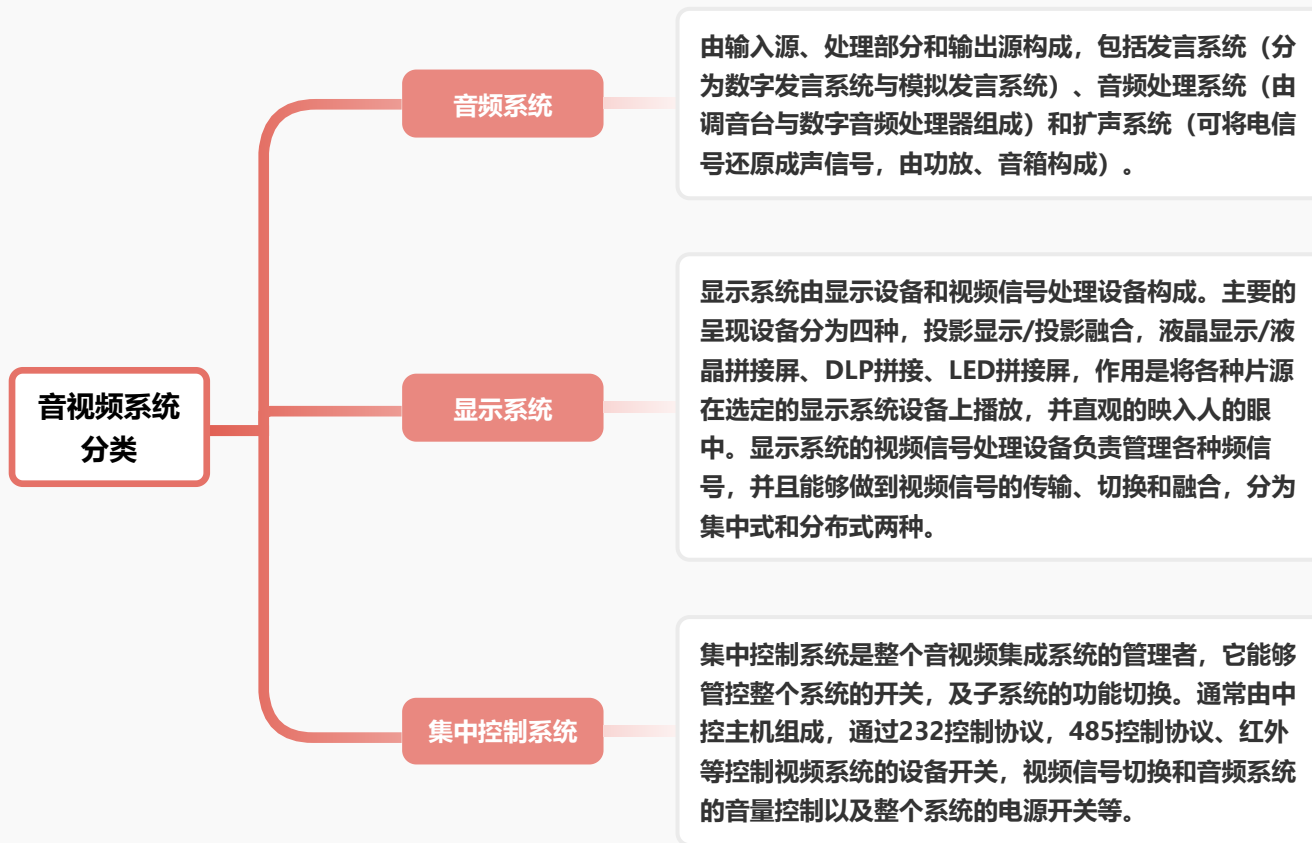 音视频系统
分类
音频系统
由输入源、处理部分和输出源构成，包括发言系统（分
为数字发言系统与模拟发言系统）、音频处理系统（由
调音台与数字音频处理器组成）和扩声系统（可将电信
号还原成声信号，由功放、音箱构成）。
显示系统
显示系统由显示设备和视频信号处理设备构成。主要的
呈现设备分为四种，投影显示/投影融合，液晶显示/液
晶拼接屏、DLP拼接、LED拼接屏，作用是将各种片源
在选定的显示系统设备上播放，并直观的映入人的眼
中。显示系统的视频信号处理设备负责管理各种频信
号，并且能够做到视频信号的传输、切换和融合，分为
集中式和分布式两种。
集中控制系统
集中控制系统是整个音视频集成系统的管理者，它能够
管控整个系统的开关，及子系统的功能切换。通常由中
控主机组成，通过232控制协议，485控制协议、红外
等控制视频系统的设备开关，视频信号切换和音频系统
的音量控制以及整个系统的电源开关等。